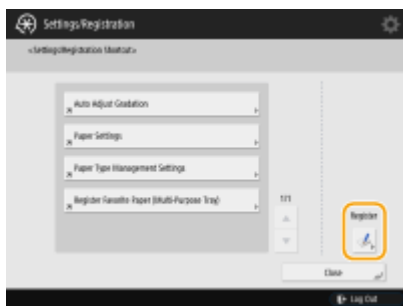 Settings/Registration
<Settings/Registration Shortcut>
Auto Adjust Gradation
Paper Settings
Paper Type Management Settings
Register Favorite Paper (Multi-Purpose Tray)
1/1
Register
Close
Log Out